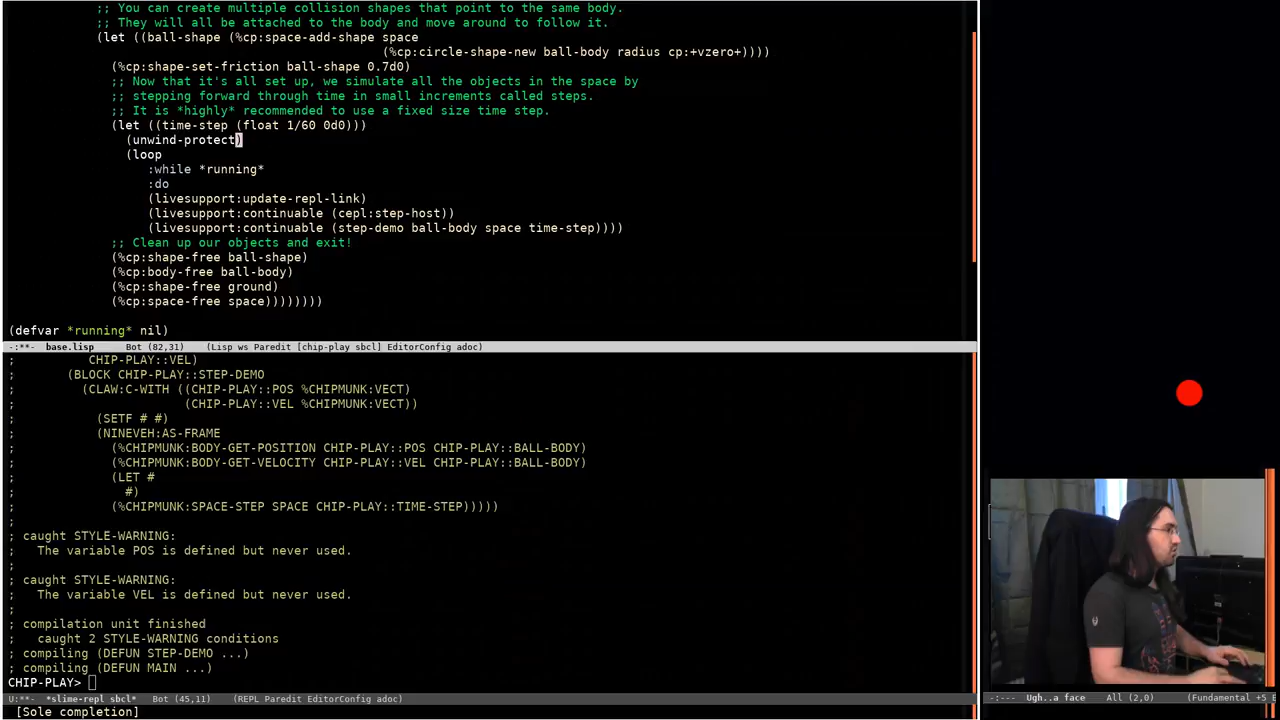 ;; You can create multiple collision shapes that point to the same body.
;; They will all be attached to the body and move around to follow it.
(let ((ball-shape (%cp:space-add-shape space
(%cp:circle-shape-new ball-body radius cp:+vzero+))))
(%cp:shape-set-friction ball-shape 0.7d0)
;; Now that it's all set up, we simulate all the objects in the space by
;; stepping forward through time in small increments called steps.
;; It is *highly* recommended to use a fixed size time step.
(let ((time-step (float 1/60 0d0)))
(unwind-protect)
(loop
:while *running*
:do
(livesupport:update-repl-link)
(livesupport:continuable (cepl:step-host))
(livesupport:continuable (step-demo ball-body space time-step))))
;; Clean up our objects and exit!
(%cp:shape-free ball-shape)
(%cp:body-free ball-body)
(%cp:shape-free ground)
(%cp:space-free space))))))))
(defvar *running* nil)
-:**-  base.lisp      Bot (82,31)    (Lisp ws Paredit [chip-play sbcl] EditorConfig adoc)
;          CHIP-PLAY::VEL)
;       (BLOCK CHIP-PLAY::STEP-DEMO
;         (CLAW:C-WITH ((CHIP-PLAY::POS %CHIPMUNK:VECT)
;                       (CHIP-PLAY::VEL %CHIPMUNK:VECT))
;           (SETF # #)
;           (NINEVEH:AS-FRAME
;             (%CHIPMUNK:BODY-GET-POSITION CHIP-PLAY::POS CHIP-PLAY::BALL-BODY)
;             (%CHIPMUNK:BODY-GET-VELOCITY CHIP-PLAY::VEL CHIP-PLAY::BALL-BODY)
;             (LET #
;               #)
;             (%CHIPMUNK:SPACE-STEP SPACE CHIP-PLAY::TIME-STEP)))))
;
; caught STYLE-WARNING:
;   The variable POS is defined but never used.
;
; caught STYLE-WARNING:
;   The variable VEL is defined but never used.
;
; compilation unit finished
;   caught 2 STYLE-WARNING conditions
; compiling (DEFUN STEP-DEMO ...)
; compiling (DEFUN MAIN ...)
CHIP-PLAY>
U:**-  *slime-repl sbcl*   Bot (45,11)    (REPL Paredit EditorConfig adoc)
-:---  Ugh..a face    All (2,0)      (Fundamental +5 E
[Sole completion]